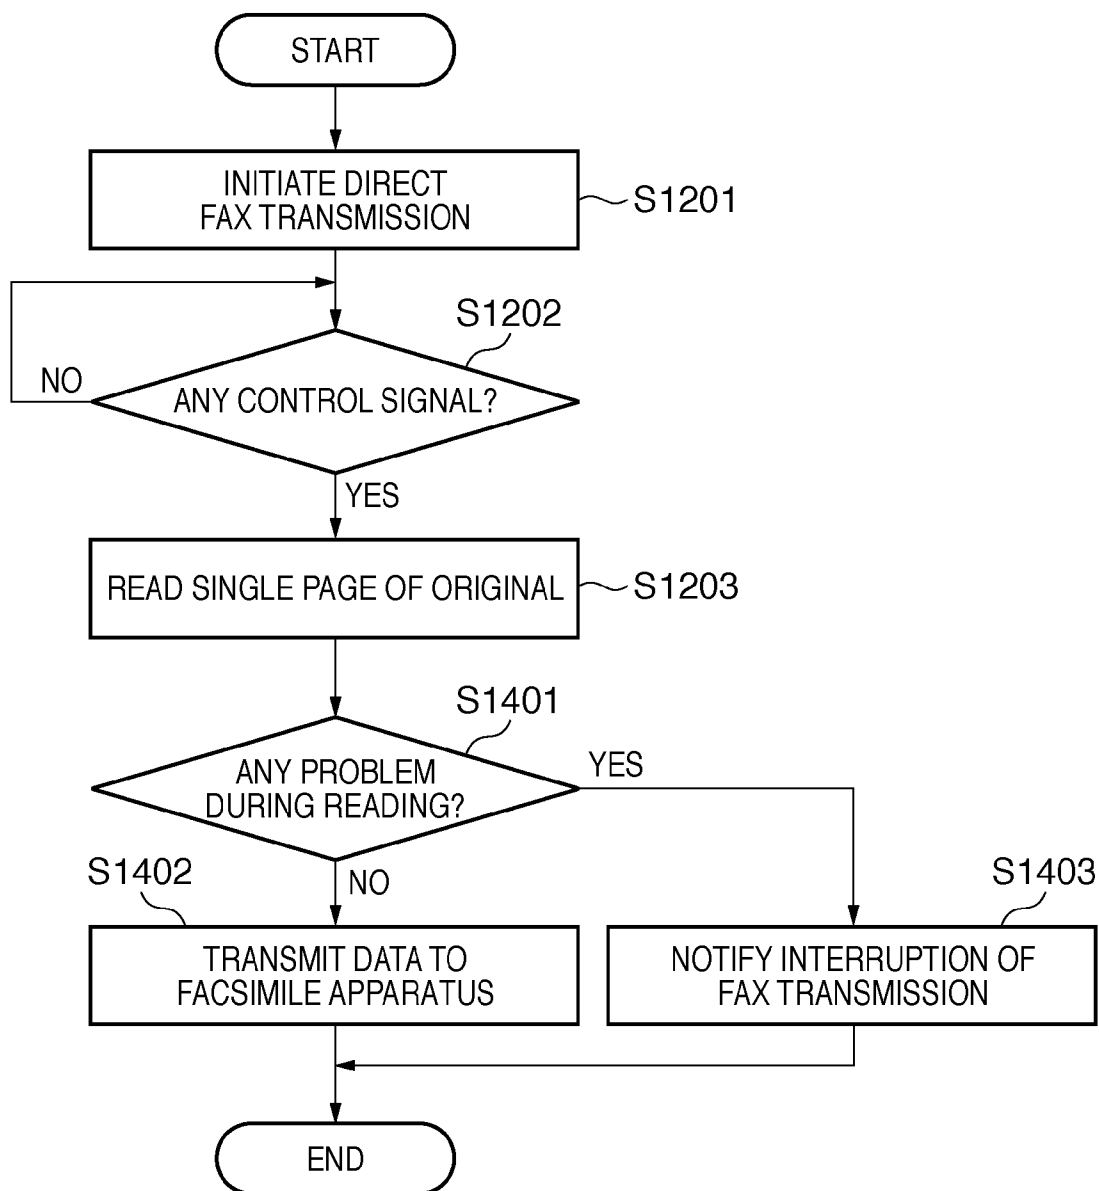 START
INITIATE DIRECT
FAX TRANSMISSION
S1201
S1202
NO
ANY CONTROL SIGNAL?
YES
READ SINGLE PAGE OF ORIGINAL
S1203
S1401
ANY PROBLEM
DURING READING?
YES
S1402
NO
S1403
TRANSMIT DATA TO
FACSIMILE APPARATUS
NOTIFY INTERRUPTION OF
FAX TRANSMISSION
END